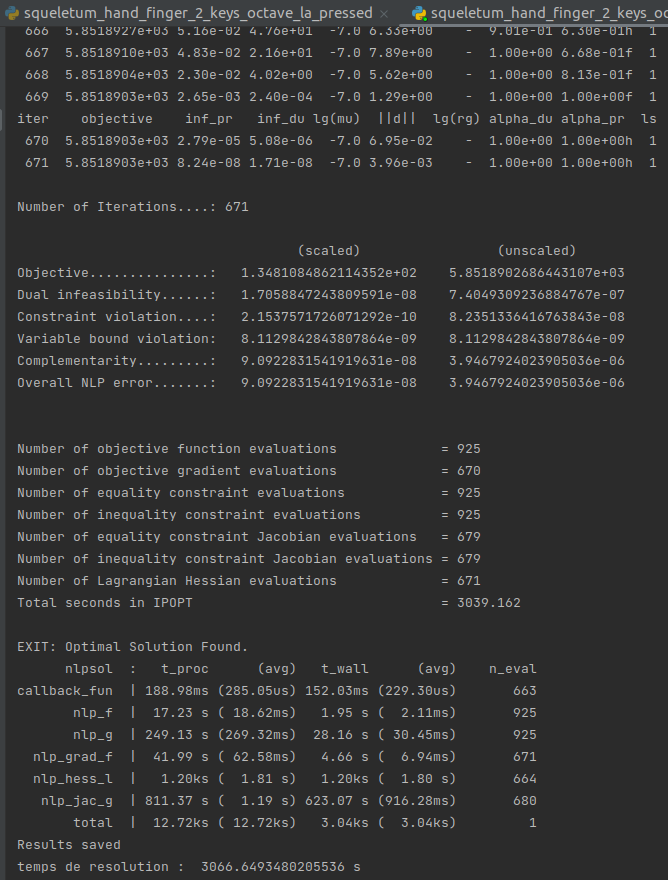 squeletum_hand_finger_2_keys_octave_la_pressed × squeletum_hand_finger_2_keys_oc
666 5.8518927e+03 5.16e-02 4.76e+01 -7.0 6.33e+00 - 9.01e-01 6.30e-01h 1
667 5.8518910e+03 4.83e-02 2.16e+01 -7.0 7.89e+00 - 1.00e+00 6.68e-01f 1
668 5.8518904e+03 2.30e-02 4.02e+00 -7.0 5.62e+00 - 1.00e+00 8.13e-01f 1
669 5.8518903e+03 2.65e-03 2.40e-04 -7.0 1.29e+00 - 1.00e+00 1.00e+00f 1
iter objective inf_pr inf_du lg(mu) ||d|| lg(rg) alpha_du alpha_pr ls
670 5.8518903e+03 2.79e-05 5.08e-06 -7.0 6.95e-02 - 1.00e+00 1.00e+00h 1
671 5.8518903e+03 8.24e-08 1.71e-08 -7.0 3.96e-03 - 1.00e+00 1.00e+00h 1
Number of Iterations....: 671
(scaled) (unscaled)
Objective...............: 1.3481084862114352e+02 5.8518902686443107e+03
Dual infeasibility......: 1.7058847243809591e-08 7.4049309236884767e-07
Constraint violation....: 2.1537571726071292e-10 8.2351336416763843e-08
Variable bound violation: 8.1129842843807864e-09 8.1129842843807864e-09
Complementarity.........: 9.0922831541919631e-08 3.9467924023905036e-06
Overall NLP error.......: 9.0922831541919631e-08 3.9467924023905036e-06
Number of objective function evaluations = 925
Number of objective gradient evaluations = 670
Number of equality constraint evaluations = 925
Number of inequality constraint evaluations = 925
Number of equality constraint Jacobian evaluations = 679
Number of inequality constraint Jacobian evaluations = 679
Number of Lagrangian Hessian evaluations = 671
Total seconds in IPOPT = 3039.162
EXIT: Optimal Solution Found.
nlpsol : t_proc (avg) t_wall (avg) n_eval
callback_fun | 188.98ms (285.05us) 152.03ms (229.30us) 663
nlp_f | 17.23 s ( 18.62ms) 1.95 s ( 2.11ms) 925
nlp_g | 249.13 s (269.32ms) 28.16 s ( 30.45ms) 925
nlp_grad_f | 41.99 s ( 62.58ms) 4.66 s ( 6.94ms) 671
nlp_hess_l | 1.20ks ( 1.81 s) 1.20ks ( 1.80 s) 664
nlp_jac_g | 811.37 s ( 1.19 s) 623.07 s (916.28ms) 680
total | 12.72ks ( 12.72ks) 3.04ks ( 3.04ks) 1
Results saved
temps de resolution : 3066.6493480205536 s